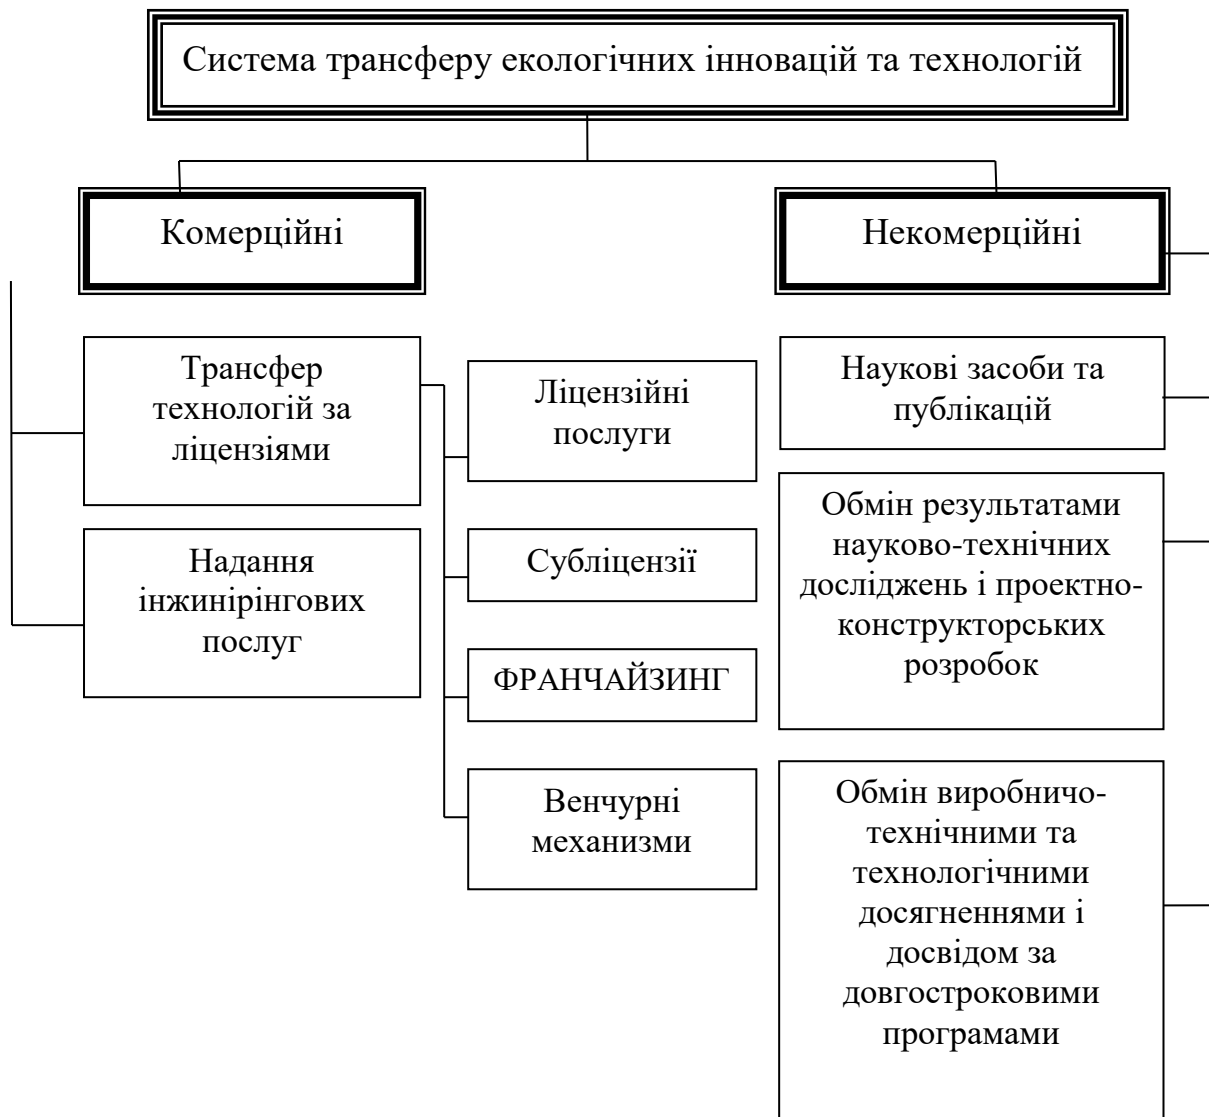 Система трансферу екологічних інновацій та технологій
Комерційні
Некомерційні
Трансфер
технологій за
ліцензіями
Надання
інжинірінгових
послуг
Ліцензійні
послуги
Субліцензії
ФРАНЧАЙЗИНГ
Венчурні
механизми
Наукові засоби та
публікацій
Обмін результатами
науково-технічних
досліджень і проектно-
конструкторських
розробок
Обмін виробничо-
технічними та
технологічними
досягненнями і
досвідом за
довгостроковими
програмами